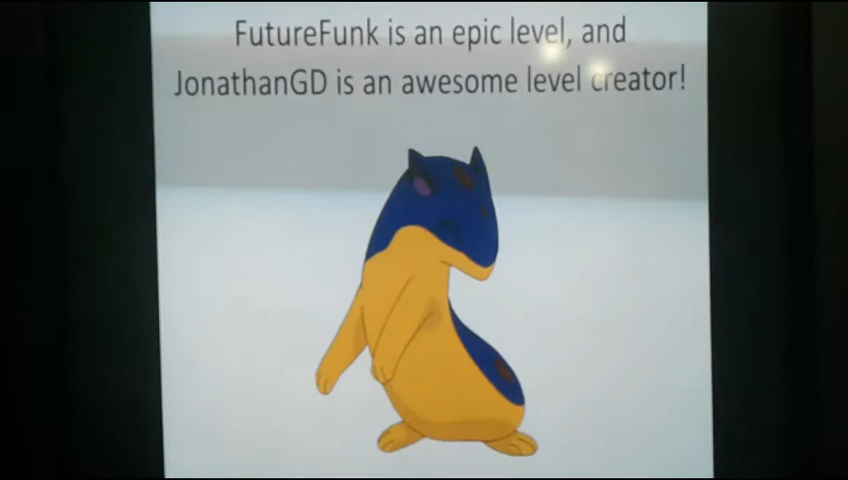 FutureFunk is an epic level, and
JonathanGD is an awesome level creator!